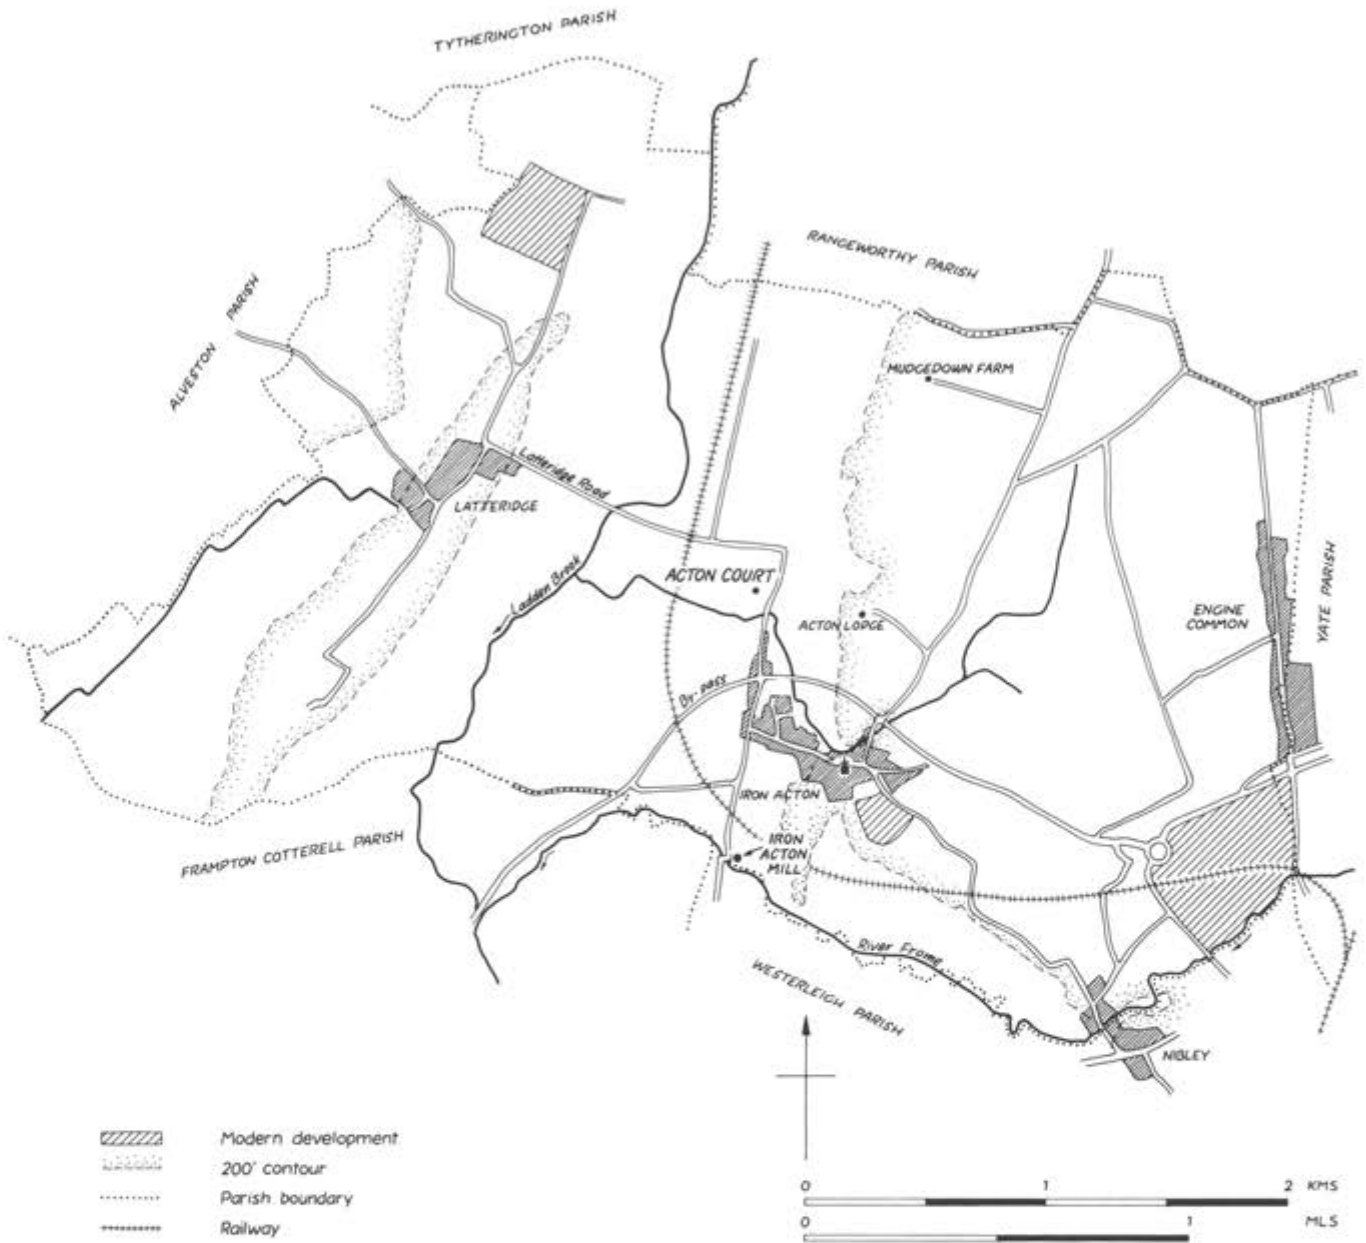 TYTHERINGTON PARISH
RANGEWORTHY PARISH
ALVESTON PARISH
MUDGEDOWN FARM
Latteridge Road
LATTERIDGE
ACTON COURT
Ladden Brook
ACTON LODGE
ENGINE
COMMON
YATE PARISH
By-pass
IRON ACTON
IRON
ACTON
MILL
FRAMPTON COTTERELL PARISH
River Frome
WESTERLEIGH PARISH
NIBLEY
Modern development
200' contour
Parish boundary
Railway
0 1 2 KMS
0 1 MLS